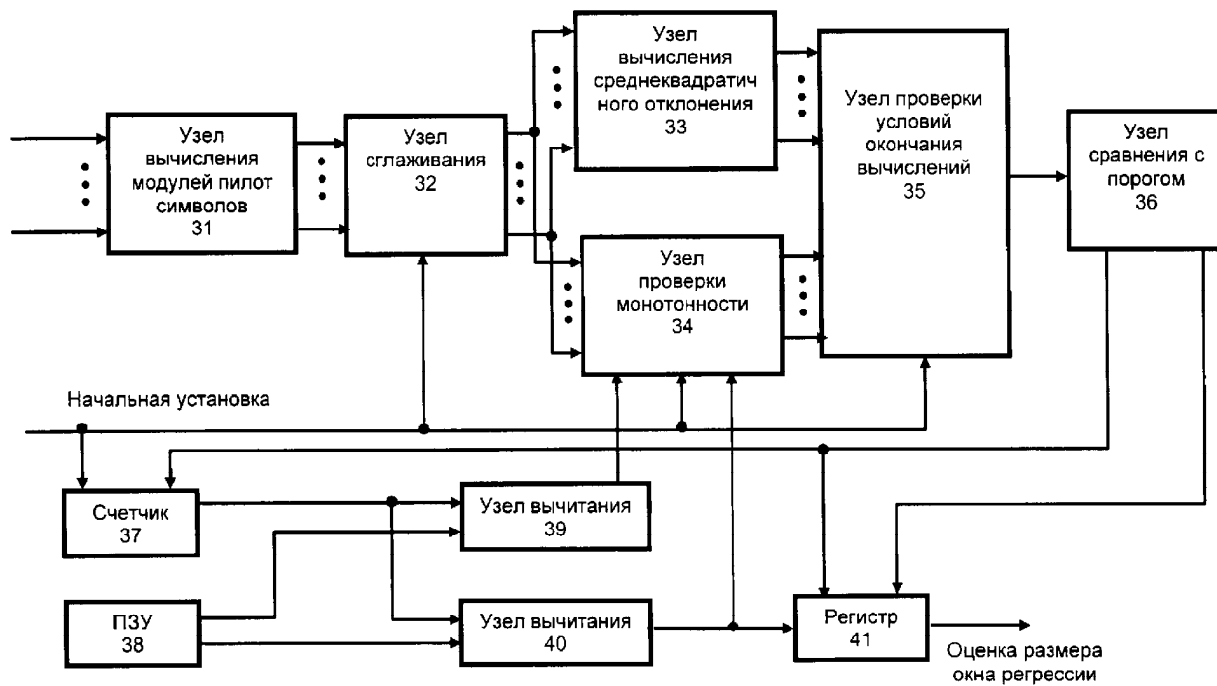 Узел
вычисления
модулей пилот
символов
31
Узел
сглаживания
32
Узел
вычисления
среднеквадратич
ного отклонения
33
Узел
проверки
монотонности
34
Узел проверки
условий
окончания
вычислений
35
Узел
сравнения с
порогом
36
Начальная установка
Счетчик
37
ПЗУ
38
Узел вычитания
39
Узел вычитания
40
Регистр
41
Оценка размера
окна регрессии